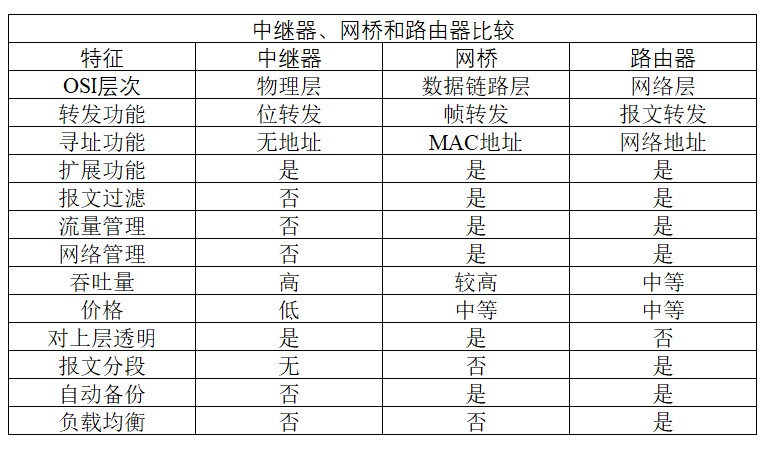 中继器、网桥和路由器比较
特征 中继器 网桥 路由器
OSI层次 物理层 数据链路层 网络层
转发功能 位转发 帧转发 报文转发
寻址功能 无地址 MAC地址 网络地址
扩展功能 是 是 是
报文过滤 否 是 是
流量管理 否 是 是
网络管理 否 是 是
吞吐量 高 较高 中等
价格 低 中等 中等
对上层透明 是 是 否
报文分段 无 否 是
自动备份 否 是 是
负载均衡 否 否 是